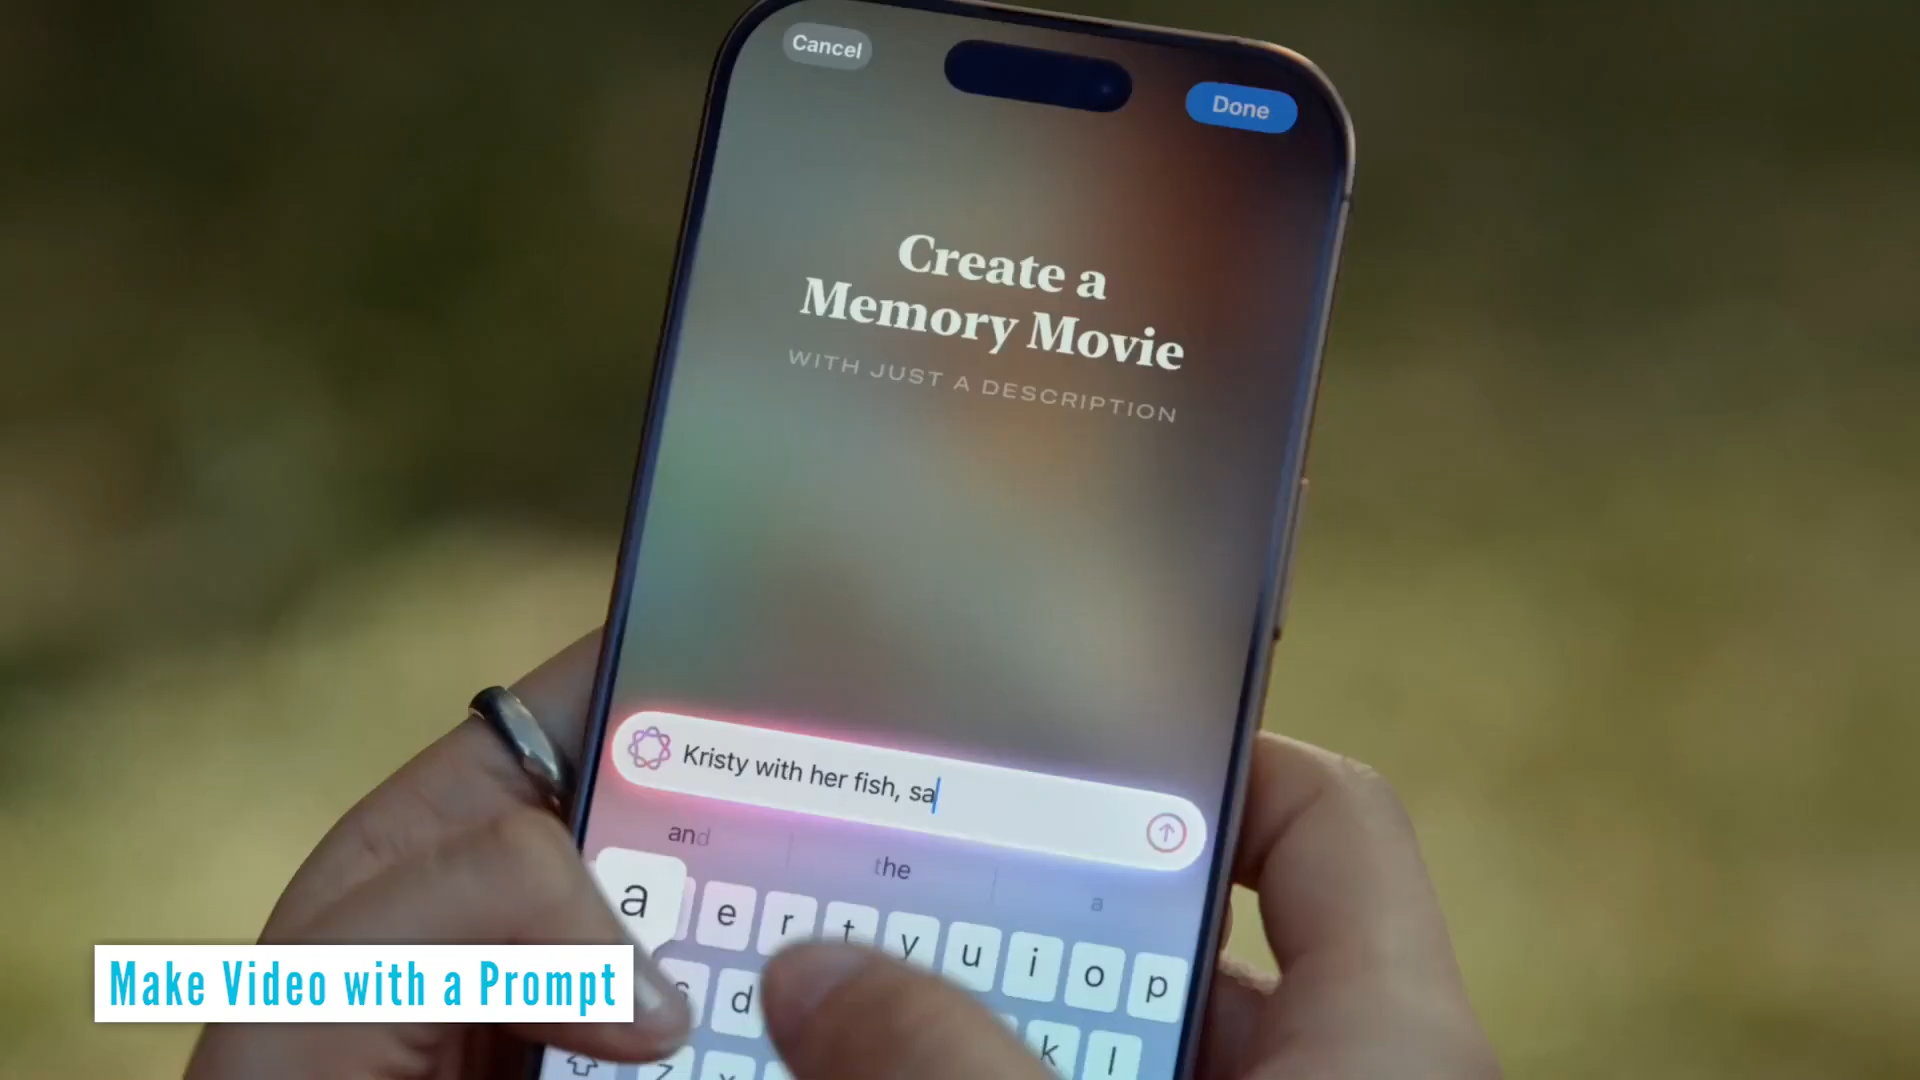 Cancel
Done
Create a
Memory Movie
WITH JUST A DESCRIPTION
Kristy with her fish, sa
and the a
a e r t y u i o p
s d k l
z x
Make Video with a Prompt